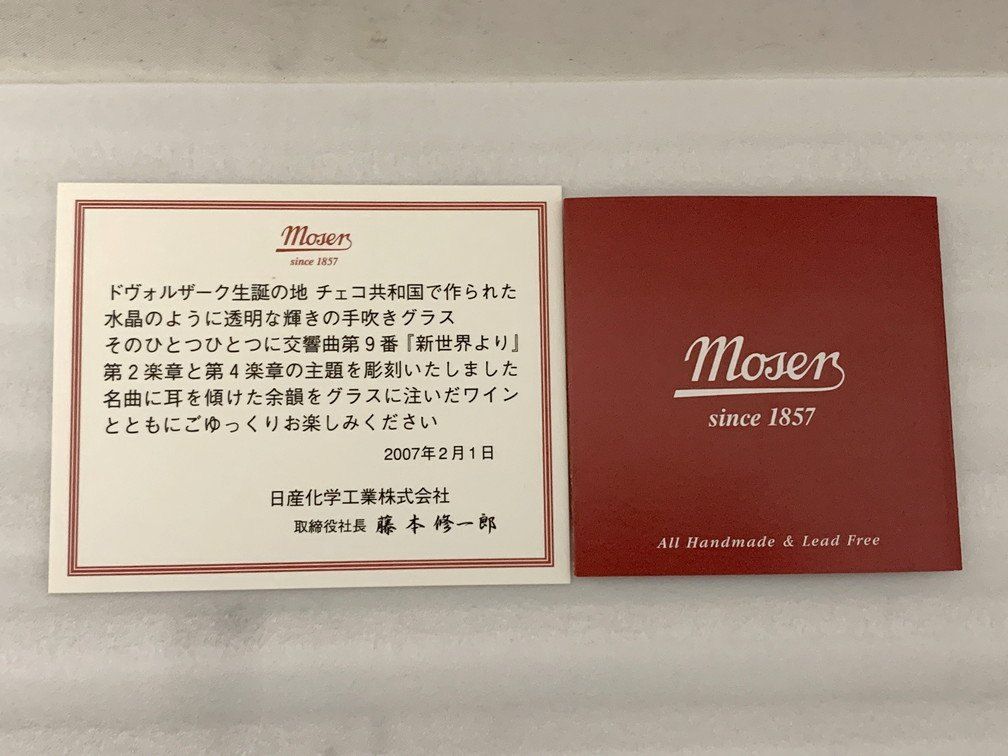 Moser
since 1857
ドヴォルザーク生誕の地 チェコ共和国で作られた
水晶のように透明な輝きの手吹きグラス
そのひとつひとつに交響曲第9番『新世界より』
第2楽章と第4楽章の主題を彫刻いたしました
名曲に耳を傾けた余韻をグラスに注いだワイン
とともにごゆっくりお楽しみください
2007年2月1日
日産化学工業株式会社
取締役社長 藤本修一郎
Moser
since 1857
All Handmade & Lead Free